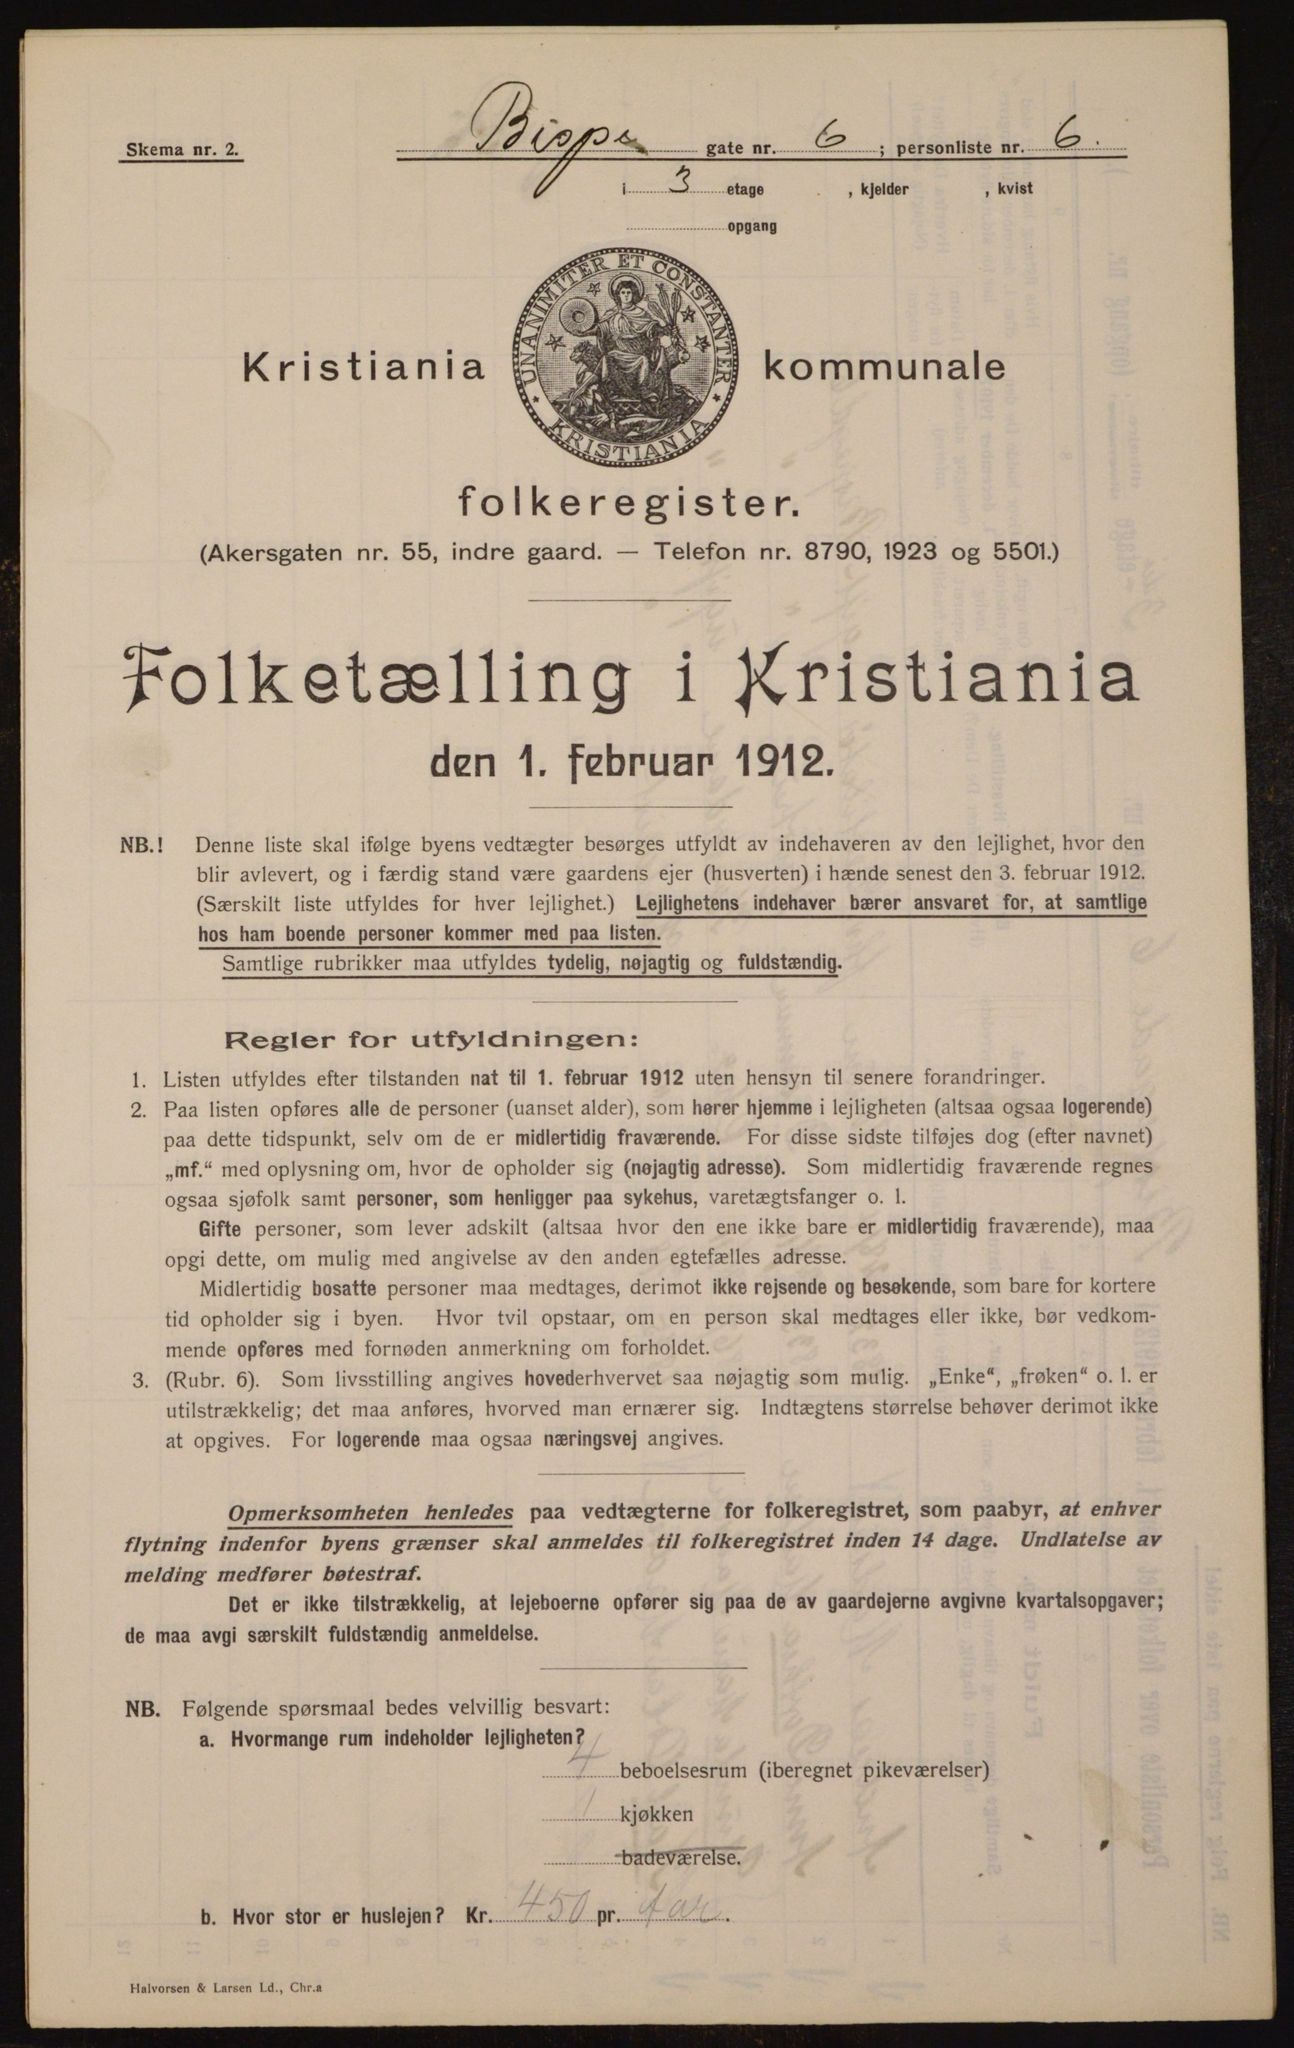 Skema nr. 2. Bispe gate nr. 6 ; personliste nr. 6.
i 3 etage , kjelder , kvist
opgang
UNANIMITER ET CONSTANTER
KRISTIANIA
Kristiania kommunale
folkeregister.
(Akersgaten nr. 55, indre gaard. — Telefon nr. 8790, 1923 og 5501.)
Folketælling i Kristiania
den 1. februar 1912.
NB.! Denne liste skal ifølge byens vedtægter besørges utfyldt av indehaveren av den lejlighet, hvor den
blir avlevert, og i færdig stand være gaardens ejer (husverten) i hænde senest den 3. februar 1912.
(Særskilt liste utfyldes for hver lejlighet.) Lejlighetens indehaver bærer ansvaret for, at samtlige
hos ham boende personer kommer med paa listen.
Samtlige rubrikker maa utfyldes tydelig, nøjagtig og fuldstændig.
Regler for utfyldningen:
1. Listen utfyldes efter tilstanden nat til 1. februar 1912 uten hensyn til senere forandringer.
2. Paa listen opføres alle de personer (uanset alder), som hører hjemme i lejligheten (altsaa ogsaa logerende)
paa dette tidspunkt, selv om de er midlertidig fraværende. For disse sidste tilføjes dog (efter navnet)
„mf.“ med oplysning om, hvor de opholder sig (nøjagtig adresse). Som midlertidig fraværende regnes
ogsaa sjøfolk samt personer, som henligger paa sykehus, varetægtsfanger o. l.
Gifte personer, som lever adskilt (altsaa hvor den ene ikke bare er midlertidig fraværende), maa
opgi dette, om mulig med angivelse av den anden egtefælles adresse.
Midlertidig bosatte personer maa medtages, derimot ikke rejsende og besøkende, som bare for kortere
tid opholder sig i byen. Hvor tvil opstaar, om en person skal medtages eller ikke, bør vedkom-
mende opføres med fornøden anmerkning om forholdet.
3. (Rubr. 6). Som livsstilling angives hovederhvervet saa nøjagtig som mulig. „Enke“, „frøken“ o. l. er
utilstrækkelig; det maa anføres, hvorved man ernærer sig. Indtægtens størrelse behøver derimot ikke
at opgives. For logerende maa ogsaa næringsvej angives.
Opmerksomheten henledes paa vedtægterne for folkeregistret, som paabyr, at enhver
flytning indenfor byens grænser skal anmeldes til folkeregistret inden 14 dage. Undlatelse av
melding medfører bøtestraf.
Det er ikke tilstrækkelig, at lejeboerne opfører sig paa de av gaardejerne avgivne kvartalsopgaver;
de maa avgi særskilt fuldstændig anmeldelse.
NB. Følgende spørsmaal bedes velvillig besvart:
a. Hvormange rum indeholder lejligheten?
4 beboelsesrum (iberegnet pikeværelser)
1 kjøkken
badeværelse.
b. Hvor stor er huslejen? Kr. 450 pr. Aar.
Halvorsen & Larsen Ld., Chr.a